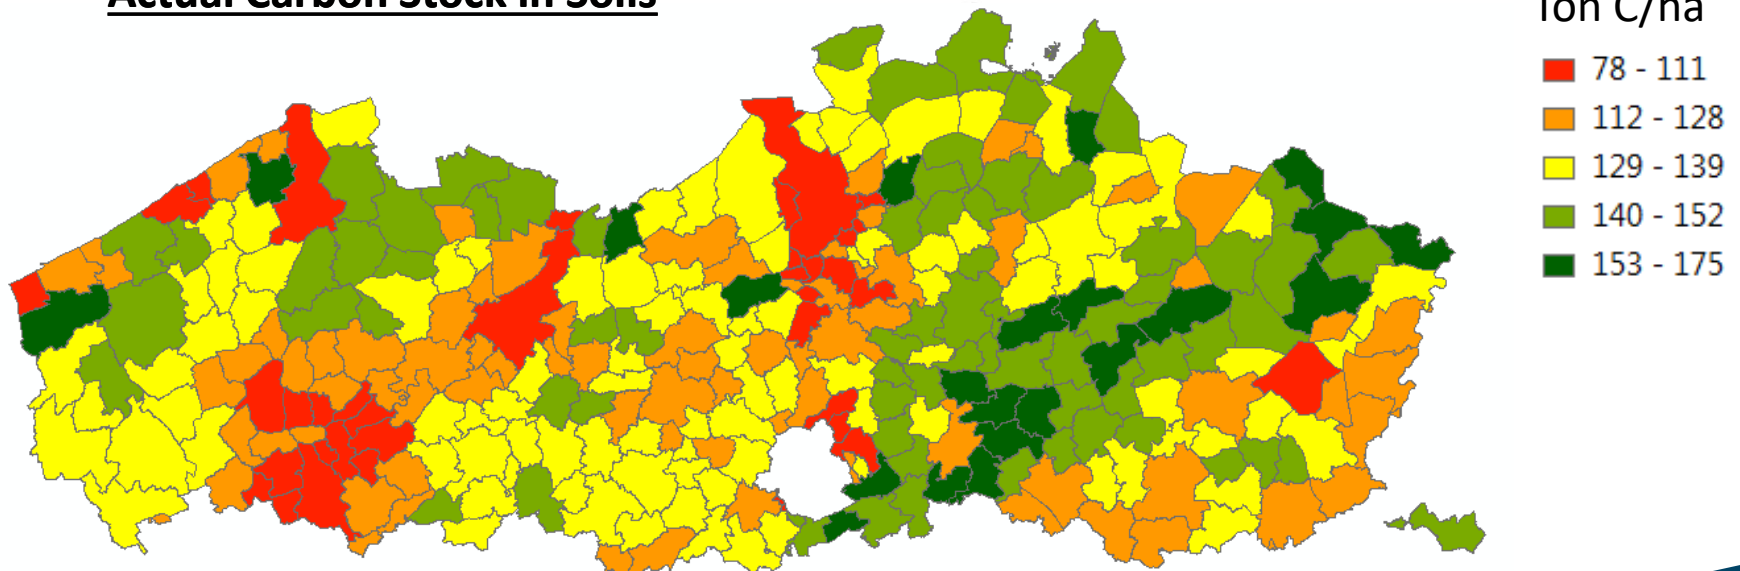 Actual Carbon Stock in Soils
Ton C/ha
78 - 111
112 - 128
129 - 139
140 - 152
153 - 175